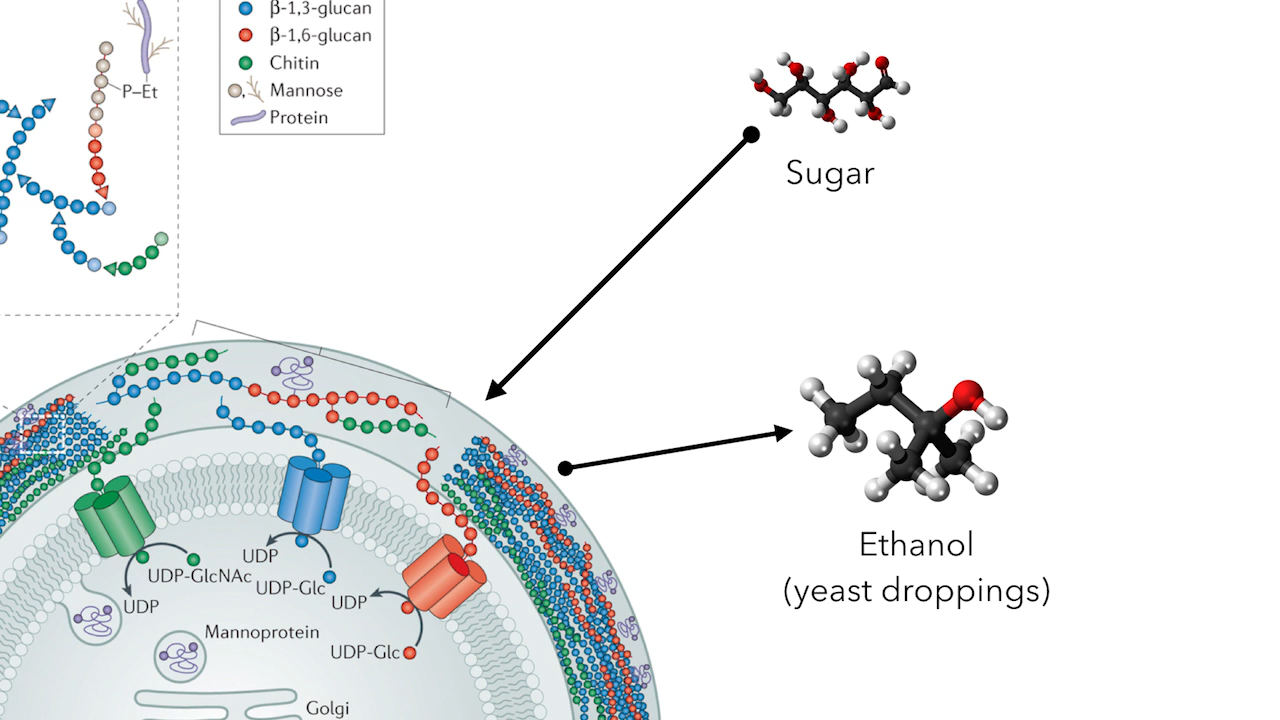 β-1,3-glucan
β-1,6-glucan
Chitin
Mannose
Protein
P–Et
Sugar
Ethanol
(yeast droppings)
UDP
UDP-GlcNAc
UDP
UDP-Glc
UDP
UDP-Glc
Mannoprotein
Golgi